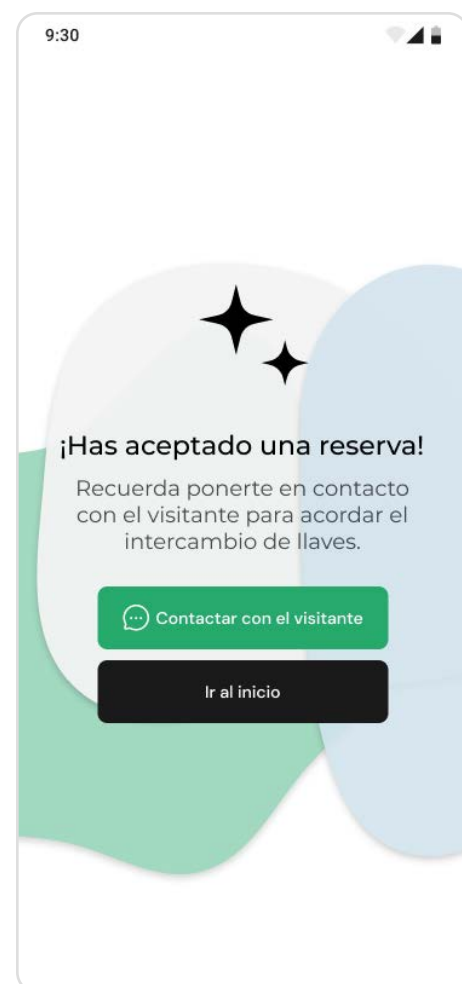 9:30
¡Has aceptado una reserva!
Recuerda ponerte en contacto
con el visitante para acordar el
intercambio de llaves.
Contactar con el visitante
Ir al inicio